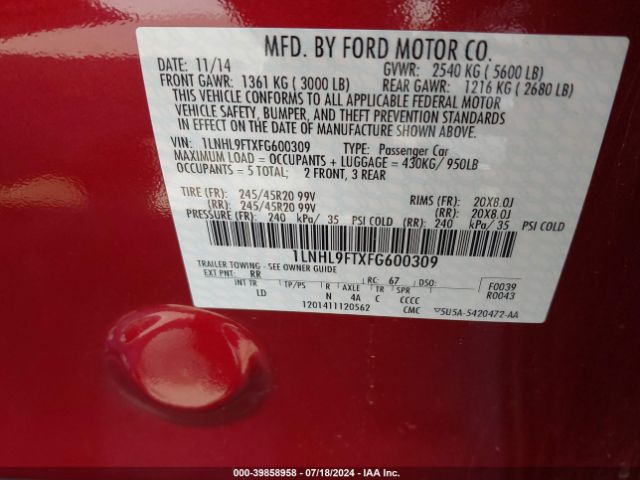 MFD. BY FORD MOTOR CO.
DATE: 11/14 GVWR: 2540 KG ( 5600 LB)
FRONT GAWR: 1361 KG ( 3000 LB) REAR GAWR: 1216 KG ( 2680 LB)
THIS VEHICLE CONFORMS TO ALL APPLICABLE FEDERAL MOTOR
VEHICLE SAFETY, BUMPER, AND THEFT PREVENTION STANDARDS
IN EFFECT ON THE DATE OF MANUFACTURE SHOWN ABOVE.
VIN: 1LNHL9FTXFG600309 TYPE: Passenger Car
MAXIMUM LOAD = OCCUPANTS + LUGGAGE = 430KG/ 950LB
OCCUPANTS = 5 TOTAL; 2 FRONT, 3 REAR
TIRE (FR): 245/45R20 99V RIMS (FR): 20X8.0J
(RR): 245/45R20 99V (RR): 20X8.0J
PRESSURE (FR): 240 kPa/ 35 PSI COLD (RR): 240 kPa/ 35 PSI COLD
1LNHL9FTXFG600309
TRAILER TOWING - SEE OWNER GUIDE
EXT PNT: RR RC: 67 DSO: F0039
INT TR TP/PS R AXLE TR SPR R0043
LD N 4A C CCCC
1201411120562 CMC 5U5A-5420472-AA
000-39858958 - 07/18/2024 - IAA Inc.